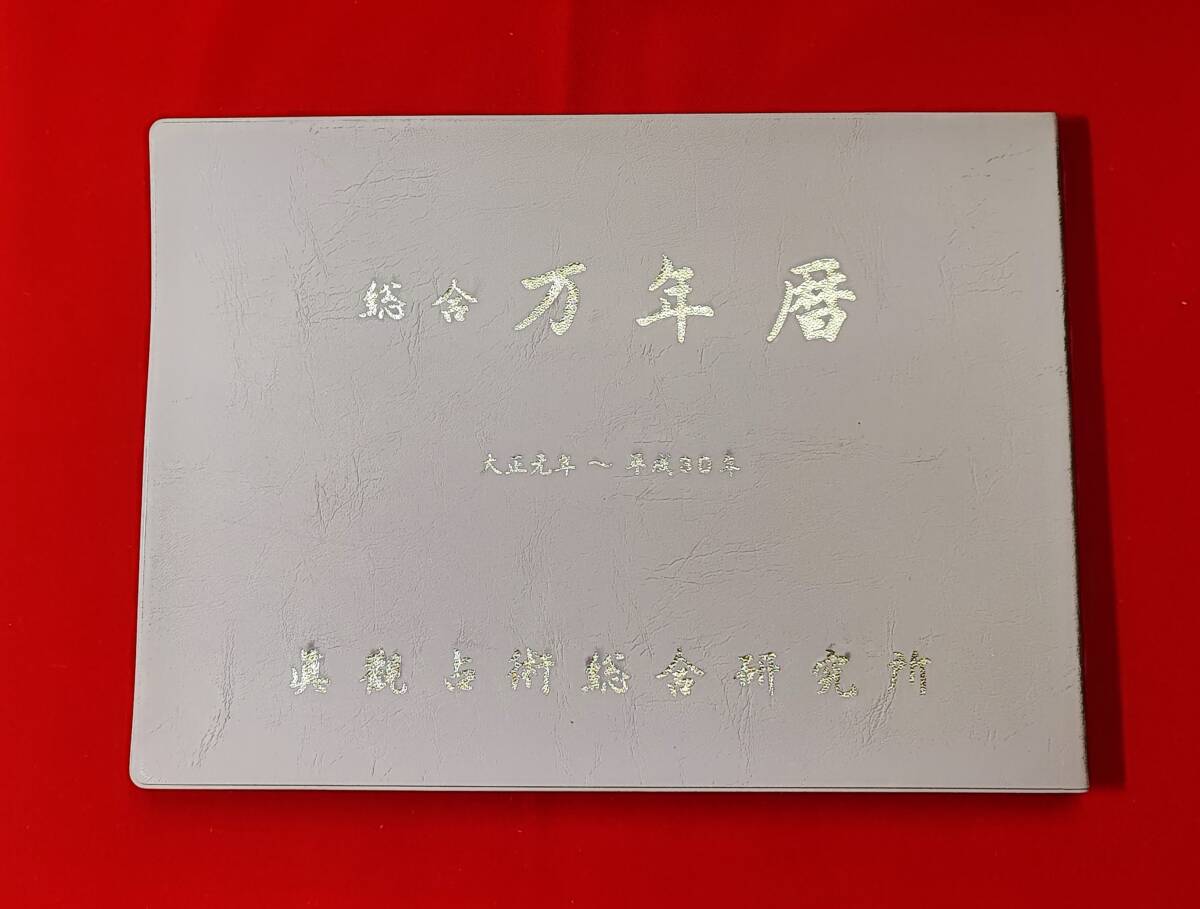 総合 万年暦
大正元年 ～ 平成30年
眞観占術総合研究所